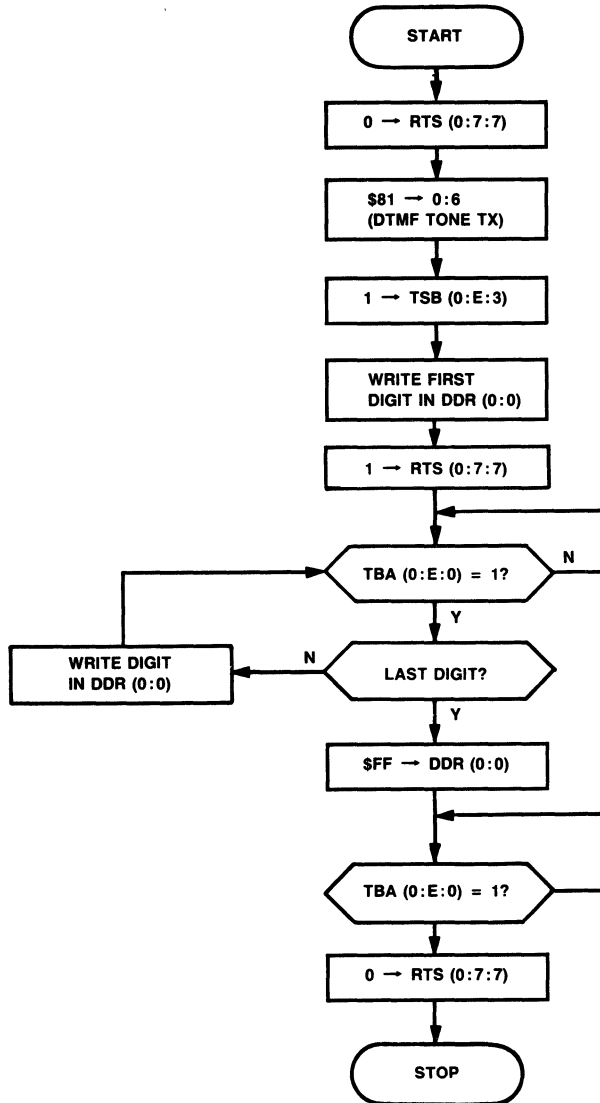 START
0 → RTS (0:7:7)
$81 → 0:6
(DTMF TONE TX)
1 → TSB (0:E:3)
WRITE FIRST
DIGIT IN DDR (0:0)
1 → RTS (0:7:7)
TBA (0:E:0) = 1?
N
Y
WRITE DIGIT
IN DDR (0:0)
N
LAST DIGIT?
Y
$FF → DDR (0:0)
TBA (0:E:0) = 1?
0 → RTS (0:7:7)
STOP